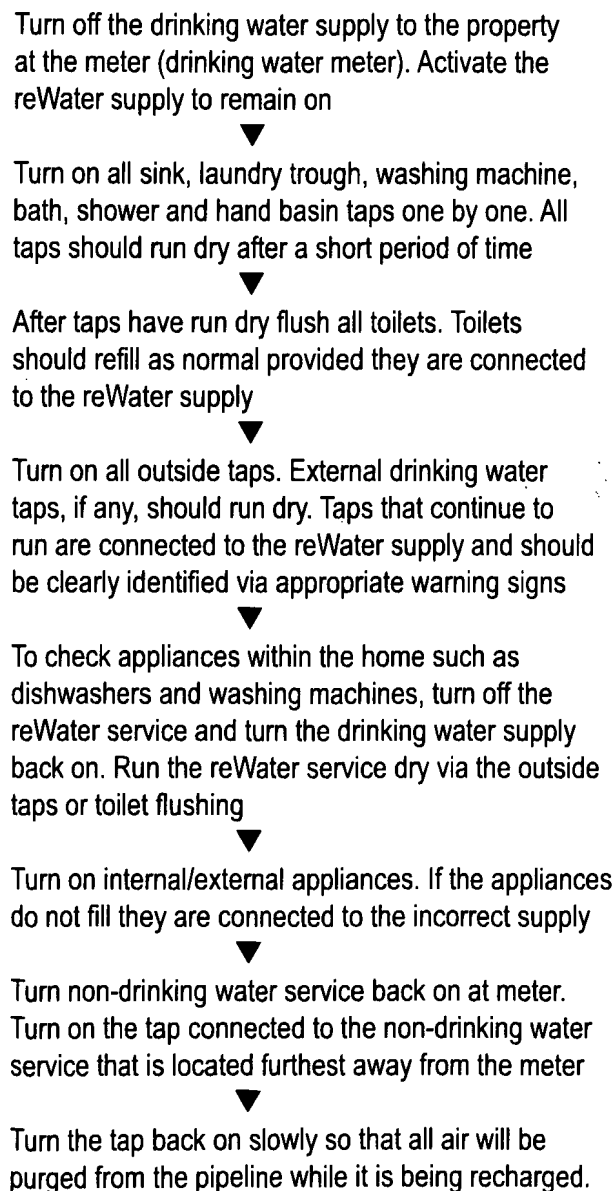 Turn off the drinking water supply to the property
at the meter (drinking water meter). Activate the
reWater supply to remain on
▼
Turn on all sink, laundry trough, washing machine,
bath, shower and hand basin taps one by one. All
taps should run dry after a short period of time
▼
After taps have run dry flush all toilets. Toilets
should refill as normal provided they are connected
to the reWater supply
▼
Turn on all outside taps. External drinking water
taps, if any, should run dry. Taps that continue to
run are connected to the reWater supply and should
be clearly identified via appropriate warning signs
▼
To check appliances within the home such as
dishwashers and washing machines, turn off the
reWater service and turn the drinking water supply
back on. Run the reWater service dry via the outside
taps or toilet flushing
▼
Turn on internal/external appliances. If the appliances
do not fill they are connected to the incorrect supply
▼
Turn non-drinking water service back on at meter.
Turn on the tap connected to the non-drinking water
service that is located furthest away from the meter
▼
Turn the tap back on slowly so that all air will be
purged from the pipeline while it is being recharged.